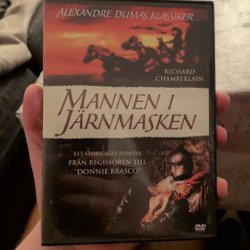 ALEXANDRE DUMAS KLASSIKER
RICHARD
CHAMBERLAIN
MANNEN I
JÄRNMASKEN
ETT STORSLAGET ÄVENTYR
FRÅN REGISSÖREN TILL
"DONNIE BRASCO"
DVD